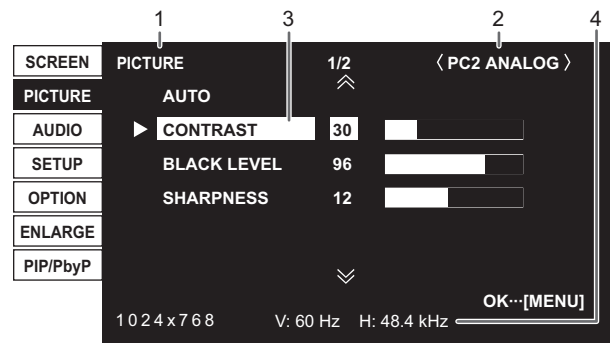 1 3 2 4
SCREEN PICTURE 1/2 〈 PC2 ANALOG 〉
PICTURE AUTO
AUDIO CONTRAST 30
SETUP BLACK LEVEL 96
OPTION SHARPNESS 12
ENLARGE
PIP/PbyP
OK···[MENU]
1024x768 V: 60 Hz H: 48.4 kHz